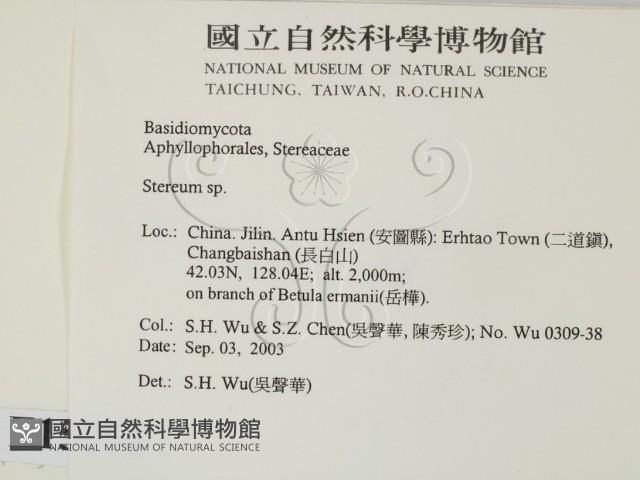 國立自然科學博物館
NATIONAL MUSEUM OF NATURAL SCIENCE
TAICHUNG, TAIWAN, R.O.CHINA
Basidiomycota
Aphyllophorales, Stereaceae
Stereum sp.
Loc.: China. Jilin. Antu Hsien (安圖縣): Erhtao Town (二道鎭),
Changbaishan (長白山)
42.03N, 128.04E; alt. 2,000m;
on branch of Betula ermanii(岳樺).
Col.: S.H. Wu & S.Z. Chen(吳聲華, 陳秀珍); No. Wu 0309-38
Date: Sep. 03, 2003
Det.: S.H. Wu(吳聲華)
國立自然科學博物館
NATIONAL MUSEUM OF NATURAL SCIENCE